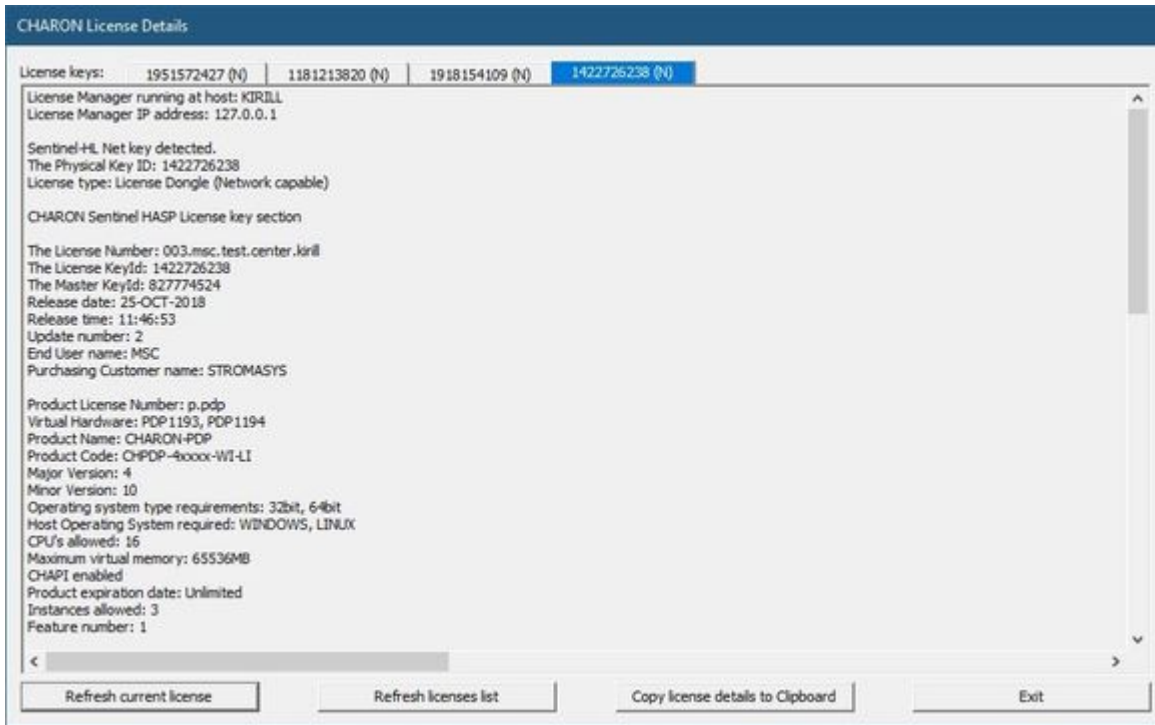 CHARON License Details
License keys: 1951572427 (N) 1181213820 (N) 1918154109 (N) 1422726238 (N)
License Manager running at host: KIRILL
License Manager IP address: 127.0.0.1
Sentinel-HL Net key detected.
The Physical Key ID: 1422726238
License type: License Dongle (Network capable)
CHARON Sentinel HASP License key section
The License Number: 003.msc.test.center.kirill
The License KeyId: 1422726238
The Master KeyId: 827774524
Release date: 25-OCT-2018
Release time: 11:46:53
Update number: 2
End User name: MSC
Purchasing Customer name: STROMASYS
Product License Number: p.pdp
Virtual Hardware: PDP1193, PDP1194
Product Name: CHARON-PDP
Product Code: CHPDP-4xxxx-WI-LI
Major Version: 4
Minor Version: 10
Operating system type requirements: 32bit, 64bit
Host Operating System required: WINDOWS, LINUX
CPU's allowed: 16
Maximum virtual memory: 65536MB
CHAPI enabled
Product expiration date: Unlimited
Instances allowed: 3
Feature number: 1
Refresh current license Refresh licenses list Copy license details to Clipboard Exit